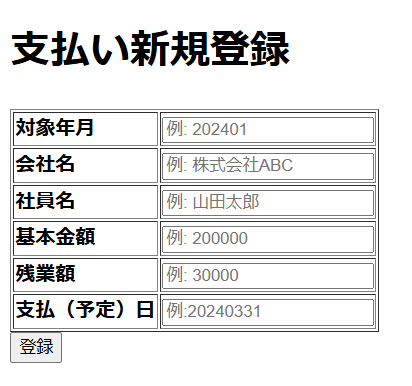 支払い新規登録
対象年月 例: 202401
会社名 例: 株式会社ABC
社員名 例: 山田太郎
基本金額 例: 200000
残業額 例: 30000
支払（予定）日 例:20240331
登録